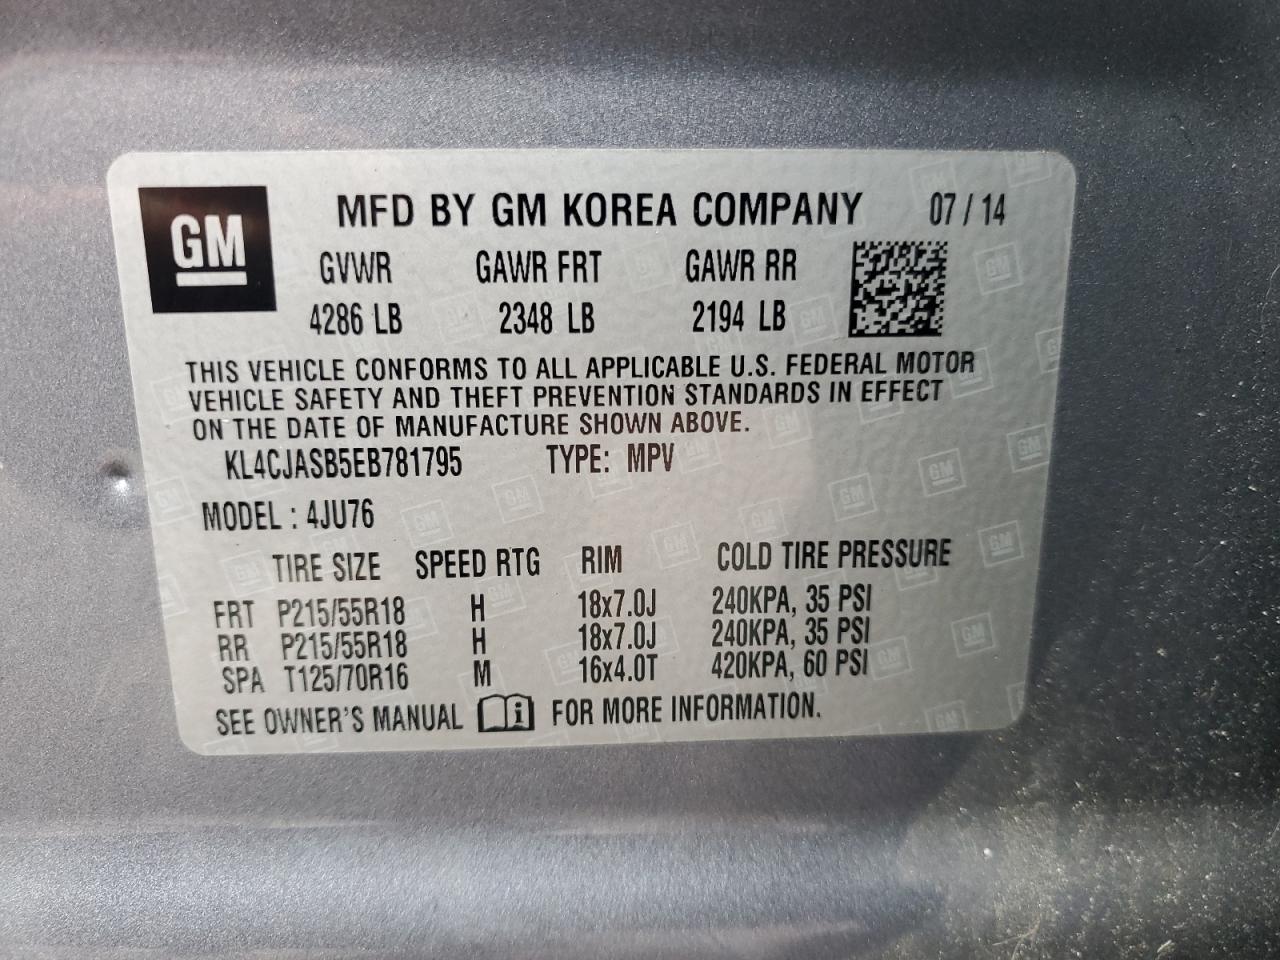 GM
MFD BY GM KOREA COMPANY 07/14
GVWR GAWR FRT GAWR RR
4286 LB 2348 LB 2194 LB
THIS VEHICLE CONFORMS TO ALL APPLICABLE U.S. FEDERAL MOTOR
VEHICLE SAFETY AND THEFT PREVENTION STANDARDS IN EFFECT
ON THE DATE OF MANUFACTURE SHOWN ABOVE.
KL4CJASB5EB781795 TYPE: MPV
MODEL : 4JU76
TIRE SIZE SPEED RTG RIM COLD TIRE PRESSURE
FRT P215/55R18 H 18x7.0J 240KPA, 35 PSI
RR P215/55R18 H 18x7.0J 240KPA, 35 PSI
SPA T125/70R16 M 16x4.0T 420KPA, 60 PSI
SEE OWNER'S MANUAL i FOR MORE INFORMATION.